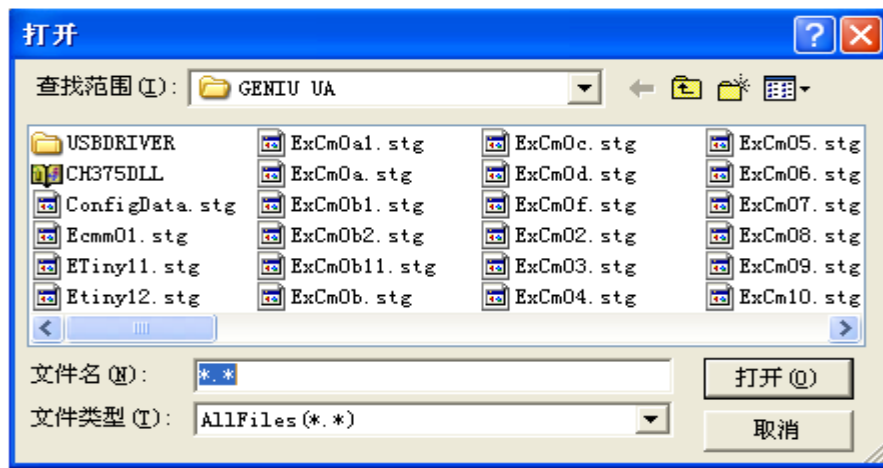 打开
查找范围(I): GENIU UA
USBDRIVER ExCm0a1.stg ExCm0c.stg ExCm05.stg
CH375DLL ExCm0a.stg ExCm0d.stg ExCm06.stg
ConfigData.stg ExCm0b1.stg ExCm0f.stg ExCm07.stg
Ecmm01.stg ExCm0b2.stg ExCm02.stg ExCm08.stg
ETiny11.stg ExCm0b11.stg ExCm03.stg ExCm09.stg
Etiny12.stg ExCm0b.stg ExCm04.stg ExCm10.stg
文件名(N): *.* 打开(O)
文件类型(T): AllFiles(*.*) 取消